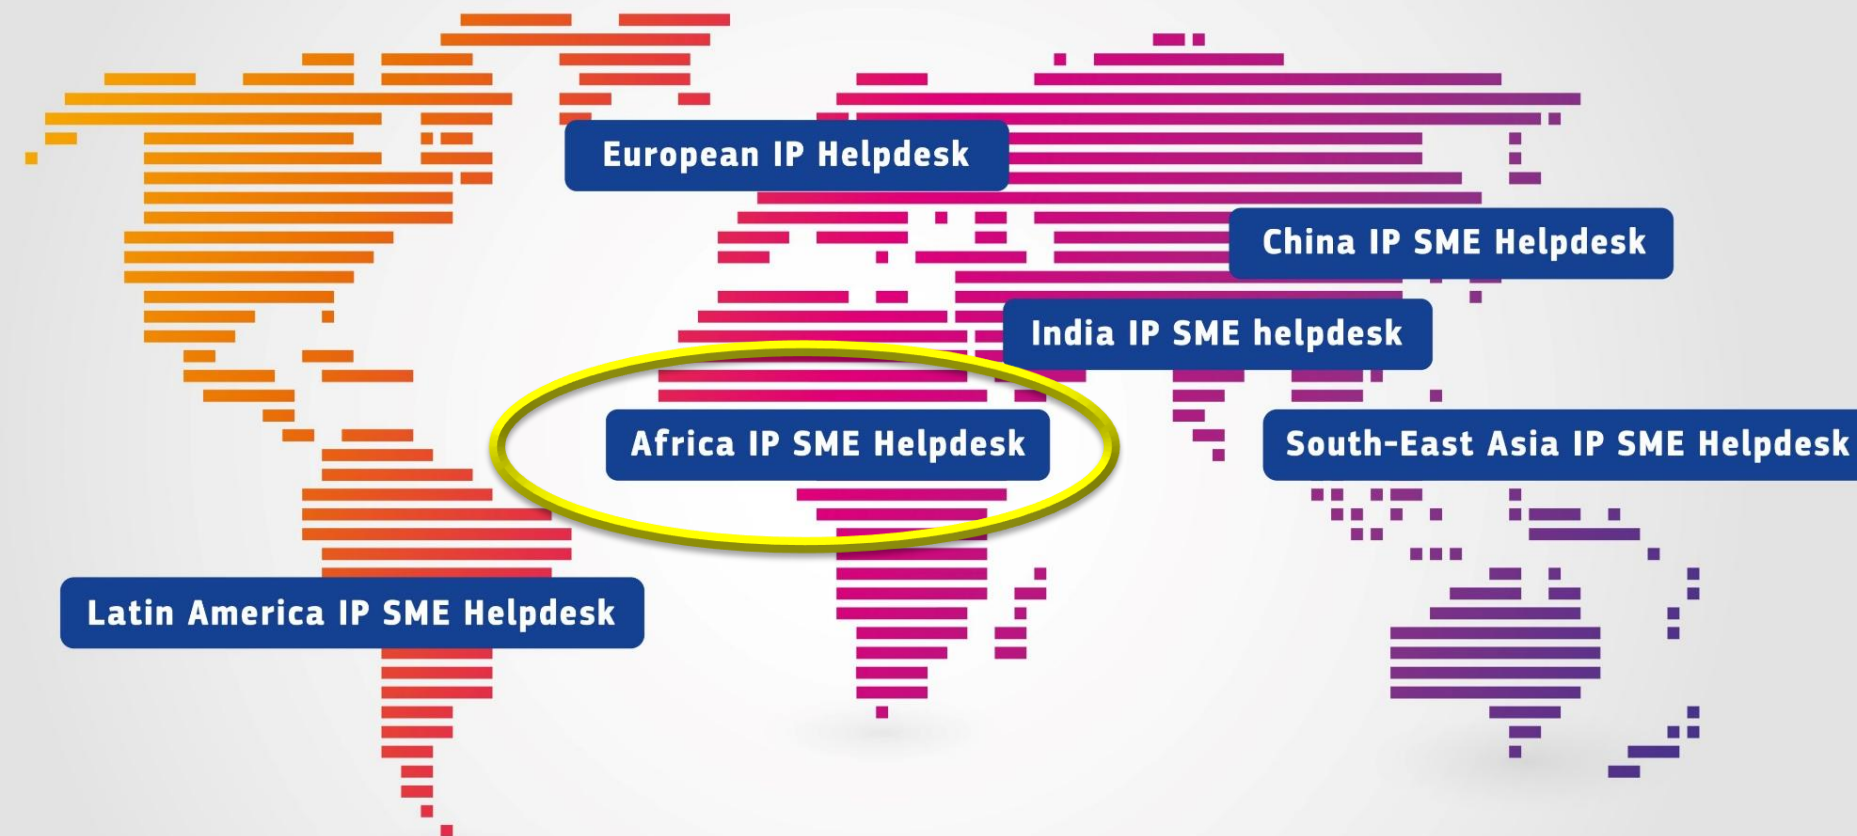 European IP Helpdesk
China IP SME Helpdesk
India IP SME helpdesk
Africa IP SME Helpdesk
South-East Asia IP SME Helpdesk
Latin America IP SME Helpdesk